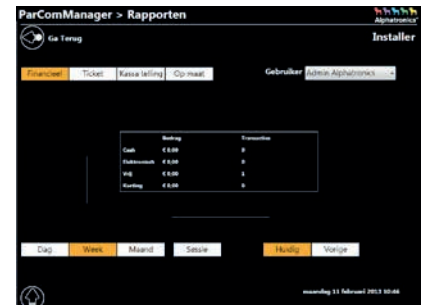 ParComManager > Rapporten
Alphatronics
Ga Terug
Installer
Financieel Ticket Kassa telling Op maat
Gebruiker Admin Alphatronics
Bedrag Transacties
Cash € 0,00 0
Elektronisch € 0,00 0
Vrij € 0,00 1
Korting € 0,00 0
Dag Week Maand Sessie Huidig Vorige
maandag 11 februari 2013 10:46